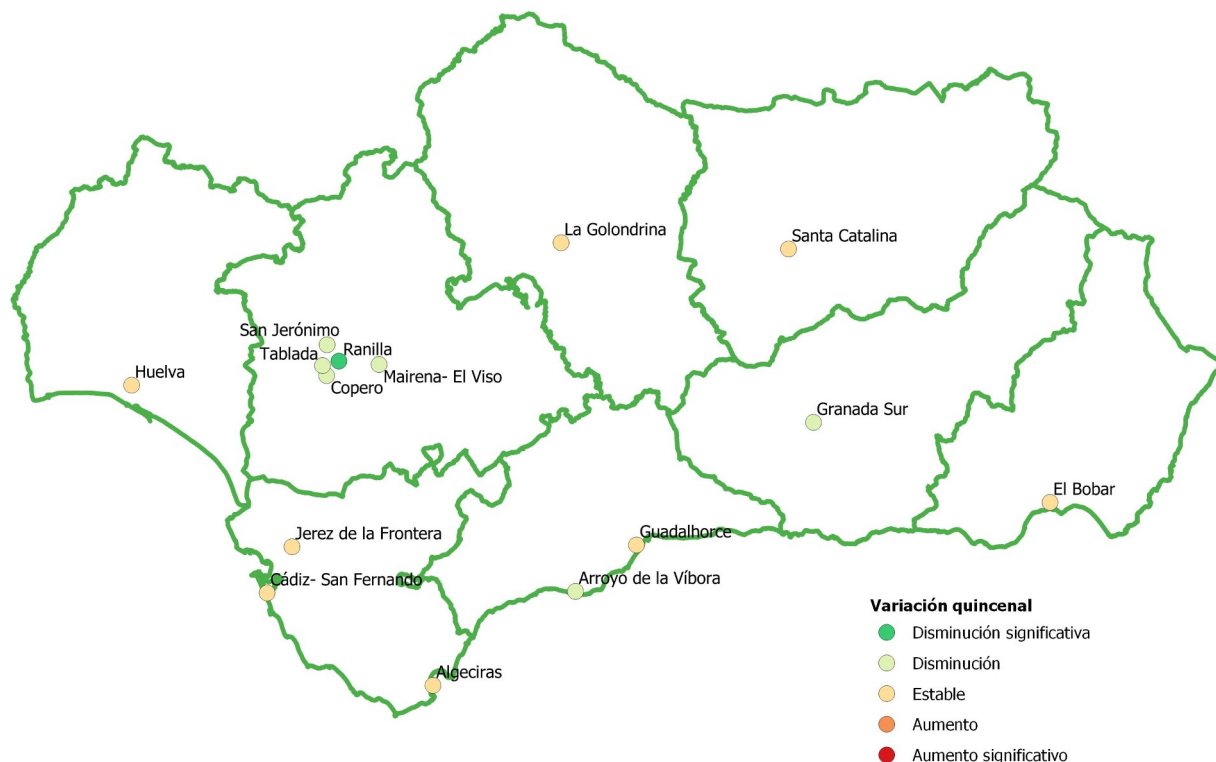 La Golondrina
Santa Catalina
San Jerónimo
Ranilla
Tablada
Mairena- El Viso
Copero
Huelva
Granada Sur
El Bobar
Jerez de la Frontera
Guadalhorce
Cádiz- San Fernando
Arroyo de la Víbora
Algeciras
Variación quincenal
Disminución significativa
Disminución
Estable
Aumento
Aumento significativo